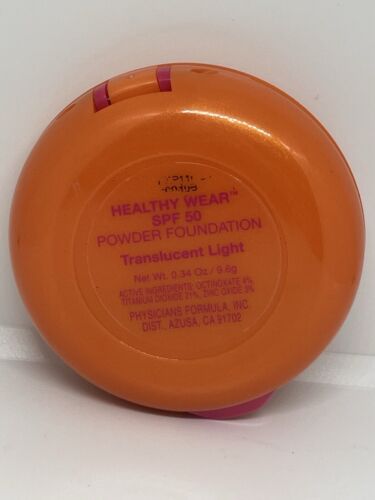 HEALTHY WEAR™
SPF 50
POWDER FOUNDATION
Translucent Light
Net Wt. 0.34 Oz / 9.6g
ACTIVE INGREDIENTS: OCTINOXATE 4%
TITANIUM DIOXIDE 21%, ZINC OXIDE 3%
PHYSICIANS FORMULA, INC.
DIST., AZUSA, CA 91702